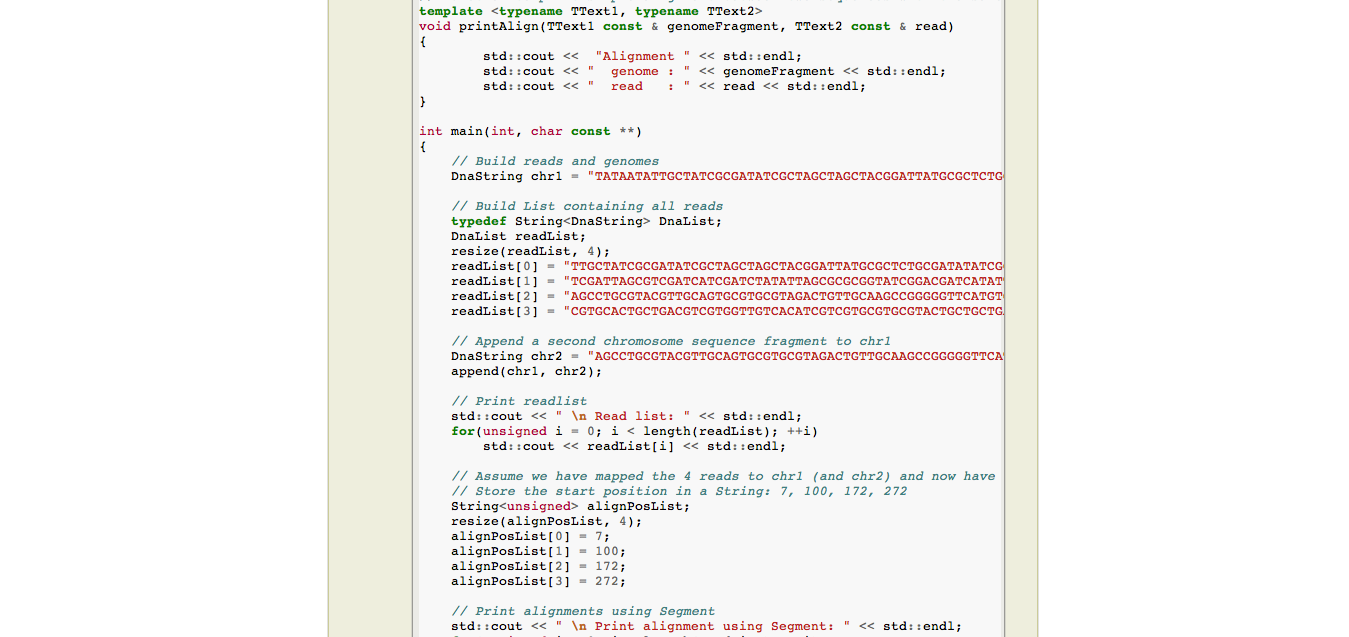 template <typename TText1, typename TText2>
void printAlign(TText1 const & genomeFragment, TText2 const & read)
{
        std::cout <<  "Alignment " << std::endl;
        std::cout << "  genome : " << genomeFragment << std::endl;
        std::cout << "  read   : " << read << std::endl;
}
int main(int, char const **)
{
    // Build reads and genomes
    DnaString chr1 = "TATAATATTGCTATCGCGATATCGCTAGCTAGCTACGGATTATGCGCTCTG
    // Build List containing all reads
    typedef String<DnaString> DnaList;
    DnaList readList;
    resize(readList, 4);
    readList[0] = "TTGCTATCGCGATATCGCTAGCTAGCTACGGATTATGCGCTCTGCGATATATCG
    readList[1] = "TCGATTAGCGTCGATCATCGATCTATATTAGCGCGCGGTATCGGACGATCATAT
    readList[2] = "AGCCTGCGTACGTTGCAGTGCGTGCGTAGACTGTTGCAAGCCGGGGGTTCATGT
    readList[3] = "CGTGCACTGCTGACGTCGTGGTTGTCACATCGTCGTGCGTGCGTACTGCTGCTG
    // Append a second chromosome sequence fragment to chr1
    DnaString chr2 = "AGCCTGCGTACGTTGCAGTGCGTGCGTAGACTGTTGCAAGCCGGGGGTTCA
    append(chr1, chr2);
    // Print readlist
    std::cout << " \n Read list: " << std::endl;
    for(unsigned i = 0; i < length(readList); ++i)
        std::cout << readList[i] << std::endl;
    // Assume we have mapped the 4 reads to chr1 (and chr2) and now have
    // Store the start position in a String: 7, 100, 172, 272
    String<unsigned> alignPosList;
    resize(alignPosList, 4);
    alignPosList[0] = 7;
    alignPosList[1] = 100;
    alignPosList[2] = 172;
    alignPosList[3] = 272;
    // Print alignments using Segment
    std::cout << " \n Print alignment using Segment: " << std::endl;